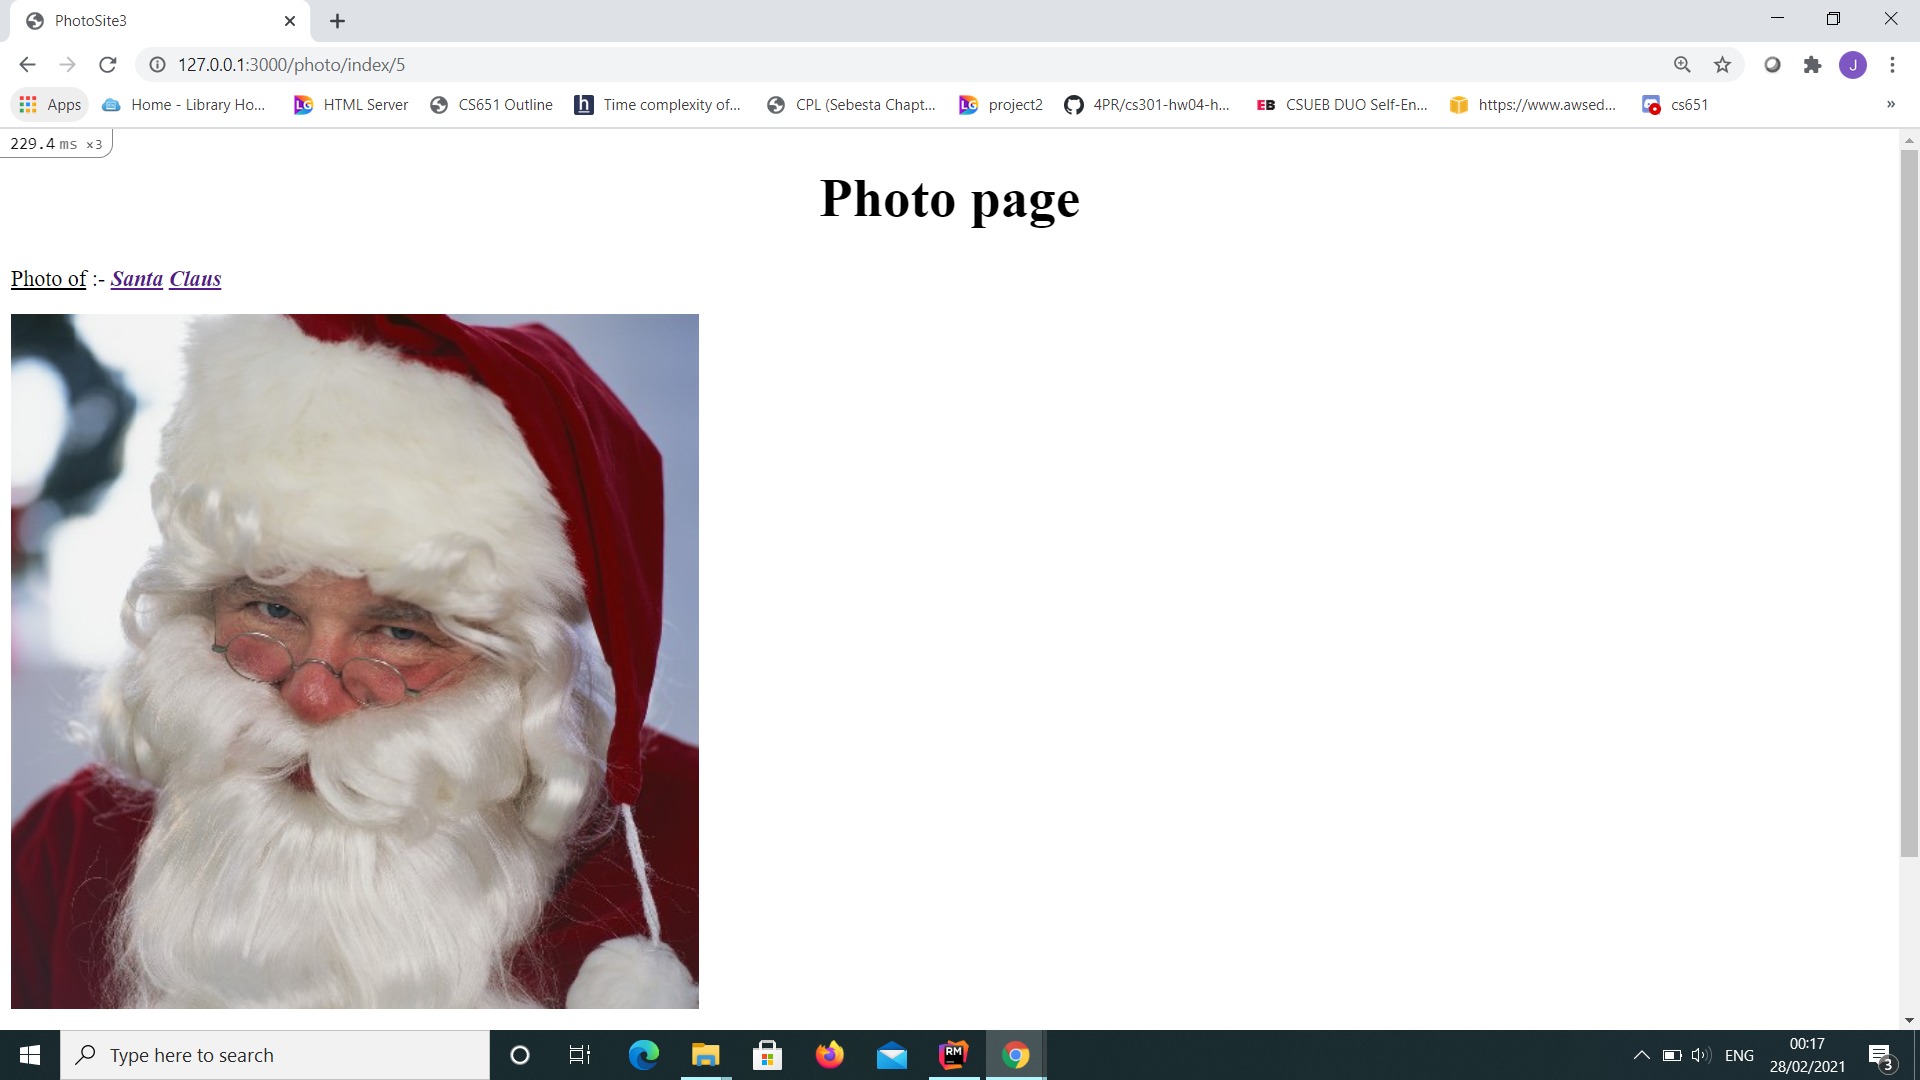 PhotoSite3
127.0.0.1:3000/photo/index/5
J
Apps Home - Library Ho... HTML Server CS651 Outline Time complexity of... CPL (Sebesta Chapt... project2 4PR/cs301-hw04-h... EB CSUEB DUO Self-En... https://www.awsed... cs651 »
229.4 ms ×3
Photo page
Photo of :- Santa Claus
Type here to search
RM
ENG
00:17
28/02/2021
3